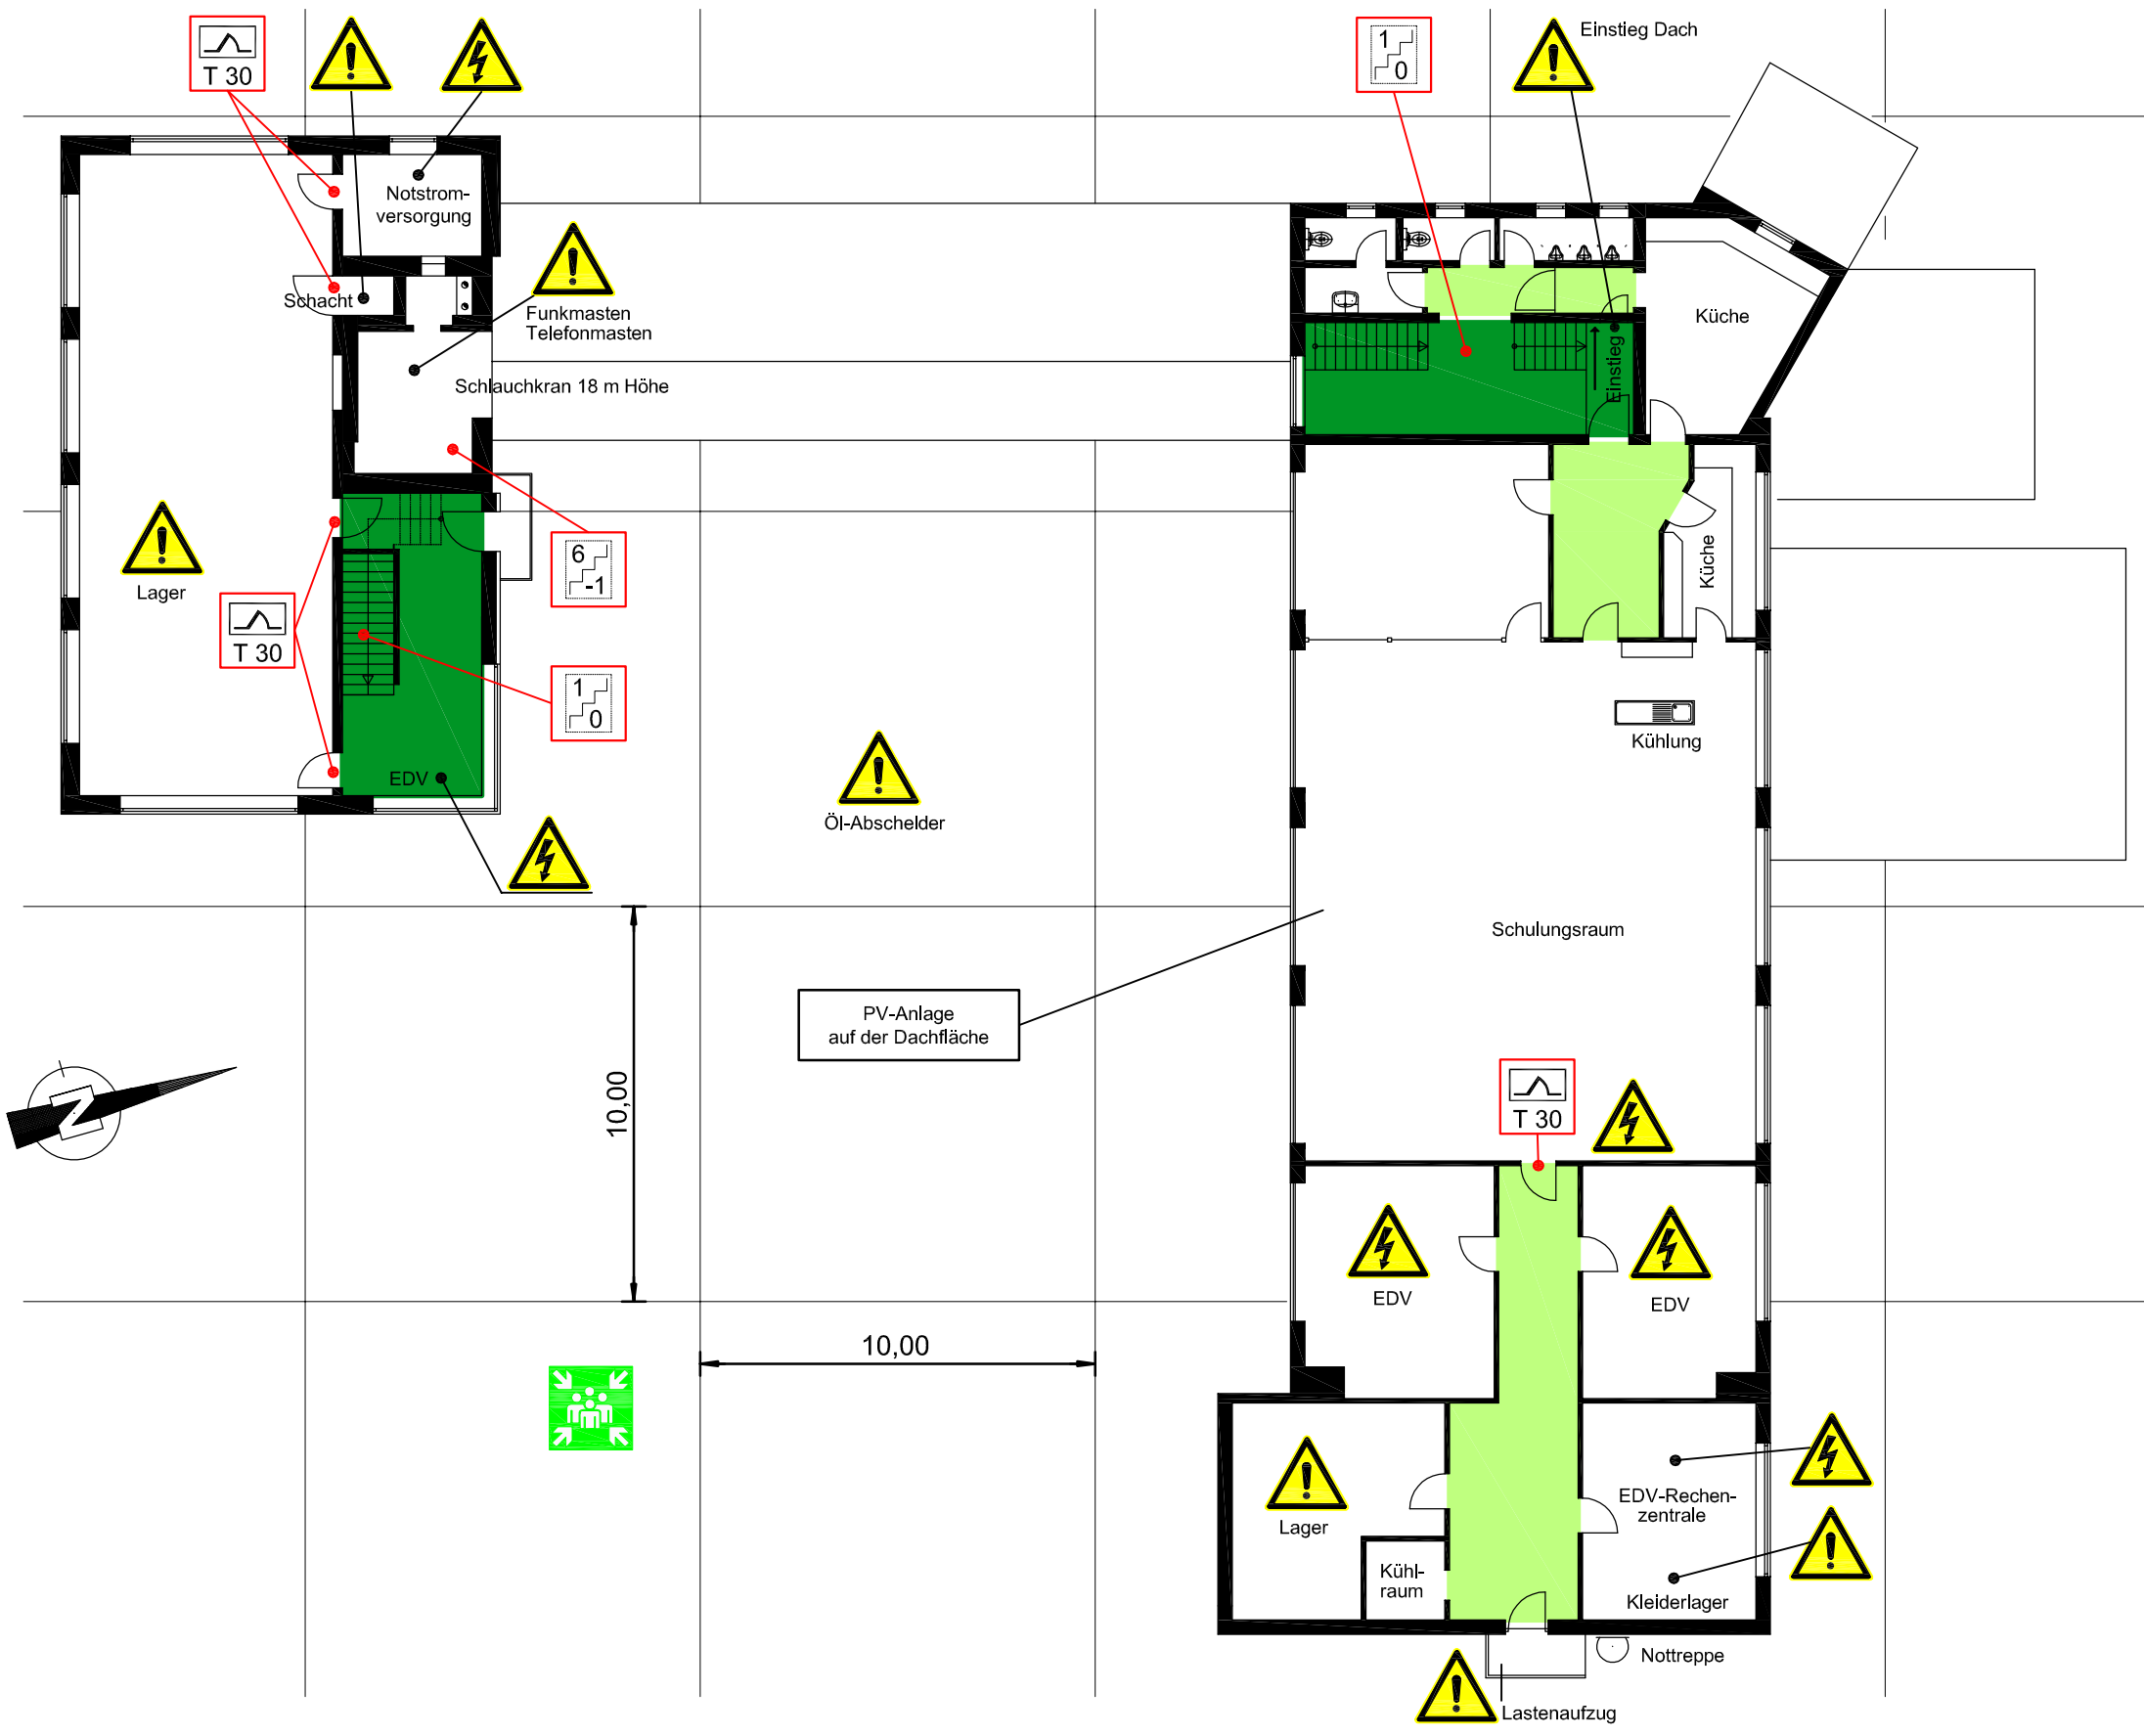 T 30
1
0
Einstieg Dach
Notstrom-
versorgung
Schacht
Funkmasten
Telefonmasten
Schlauchkran 18 m Höhe
Küche
Einstieg
Lager
6
-1
Küche
T 30
1
0
EDV
Kühlung
Öl-Abschelder
Schulungsraum
PV-Anlage
auf der Dachfläche
10,00
N
T 30
EDV
EDV
10,00
EDV-Rechen-
zentrale
Lager
Kühl-
raum
Kleiderlager
Nottreppe
Lastenaufzug